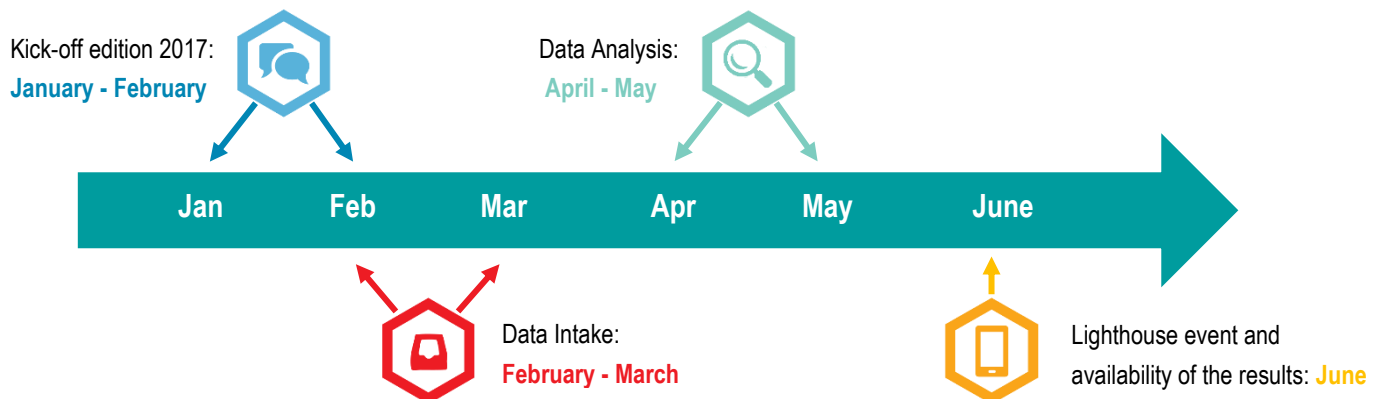 Kick-off edition 2017:
January - February
Data Analysis:
April - May
Jan Feb Mar Apr May June
Data Intake:
February - March
Lighthouse event and
availability of the results: June